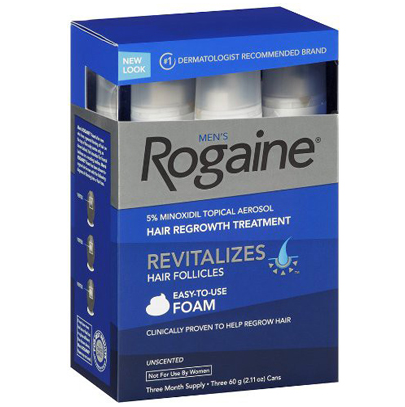 NEW
LOOK
#1 DERMATOLOGIST RECOMMENDED BRAND
MEN'S
Rogaine®
5% MINOXIDIL TOPICAL AEROSOL
HAIR REGROWTH TREATMENT
REVITALIZES
HAIR FOLLICLES
EASY-TO-USE
FOAM
CLINICALLY PROVEN TO HELP REGROW HAIR
UNSCENTED
Not For Use By Women
Three Month Supply • Three 60 g (2.11 oz) Cans